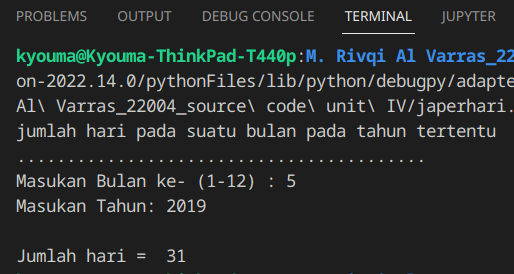 PROBLEMS OUTPUT DEBUG CONSOLE TERMINAL JUPYTER
kyouma@Kyouma-ThinkPad-T440p:M. Rivqi Al Varras_22
on-2022.14.0/pythonFiles/lib/python/debugpy/adapte
Al\ Varras_22004_source\ code\ unit\ IV/japerhari.
jumlah hari pada suatu bulan pada tahun tertentu
.........................................
Masukan Bulan ke- (1-12) : 5
Masukan Tahun: 2019
Jumlah hari =  31